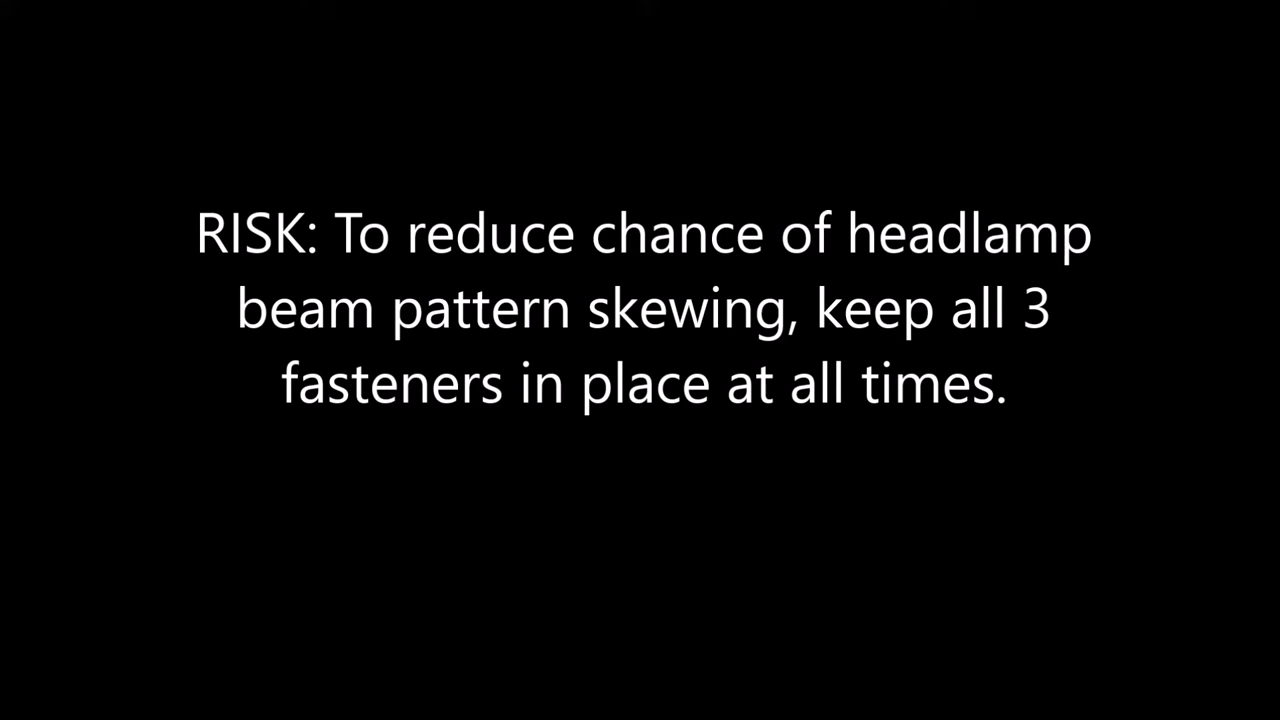 RISK: To reduce chance of headlamp
beam pattern skewing, keep all 3
fasteners in place at all times.